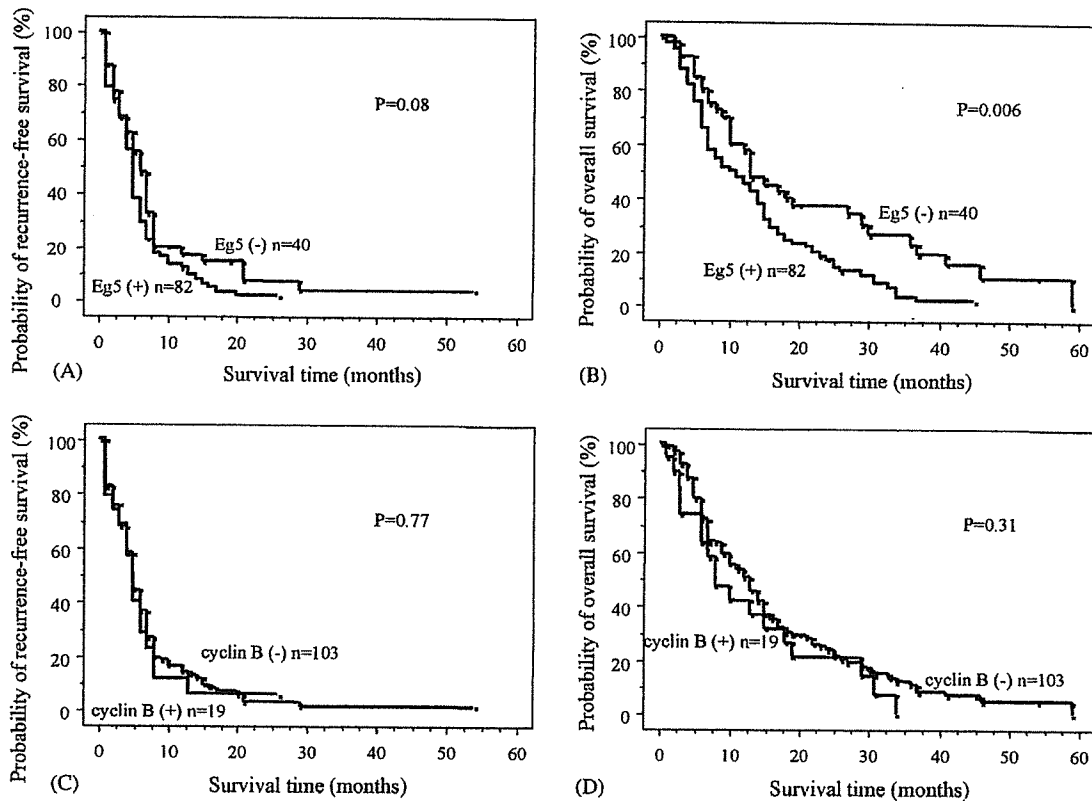 Probability of recurrence-free survival (%)
100
80
60
40
20
0
P=0.08
Eg5 (-) n=40
Eg5 (+) n=82
0 10 20 30 40 50 60
(A)
Survival time (months)
Probability of overall survival (%)
100
80
60
40
20
0
P=0.006
Eg5 (-) n=40
Eg5 (+) n=82
0 10 20 30 40 50 60
(B)
Survival time (months)
Probability of recurrence-free survival (%)
100
80
60
40
20
0
P=0.77
cyclin B (-) n=103
cyclin B (+) n=19
0 10 20 30 40 50 60
(C)
Survival time (months)
Probability of overall survival (%)
100
80
60
40
20
0
P=0.31
cyclin B (+) n=19
cyclin B (-) n=103
0 10 20 30 40 50 60
(D)
Survival time (months)